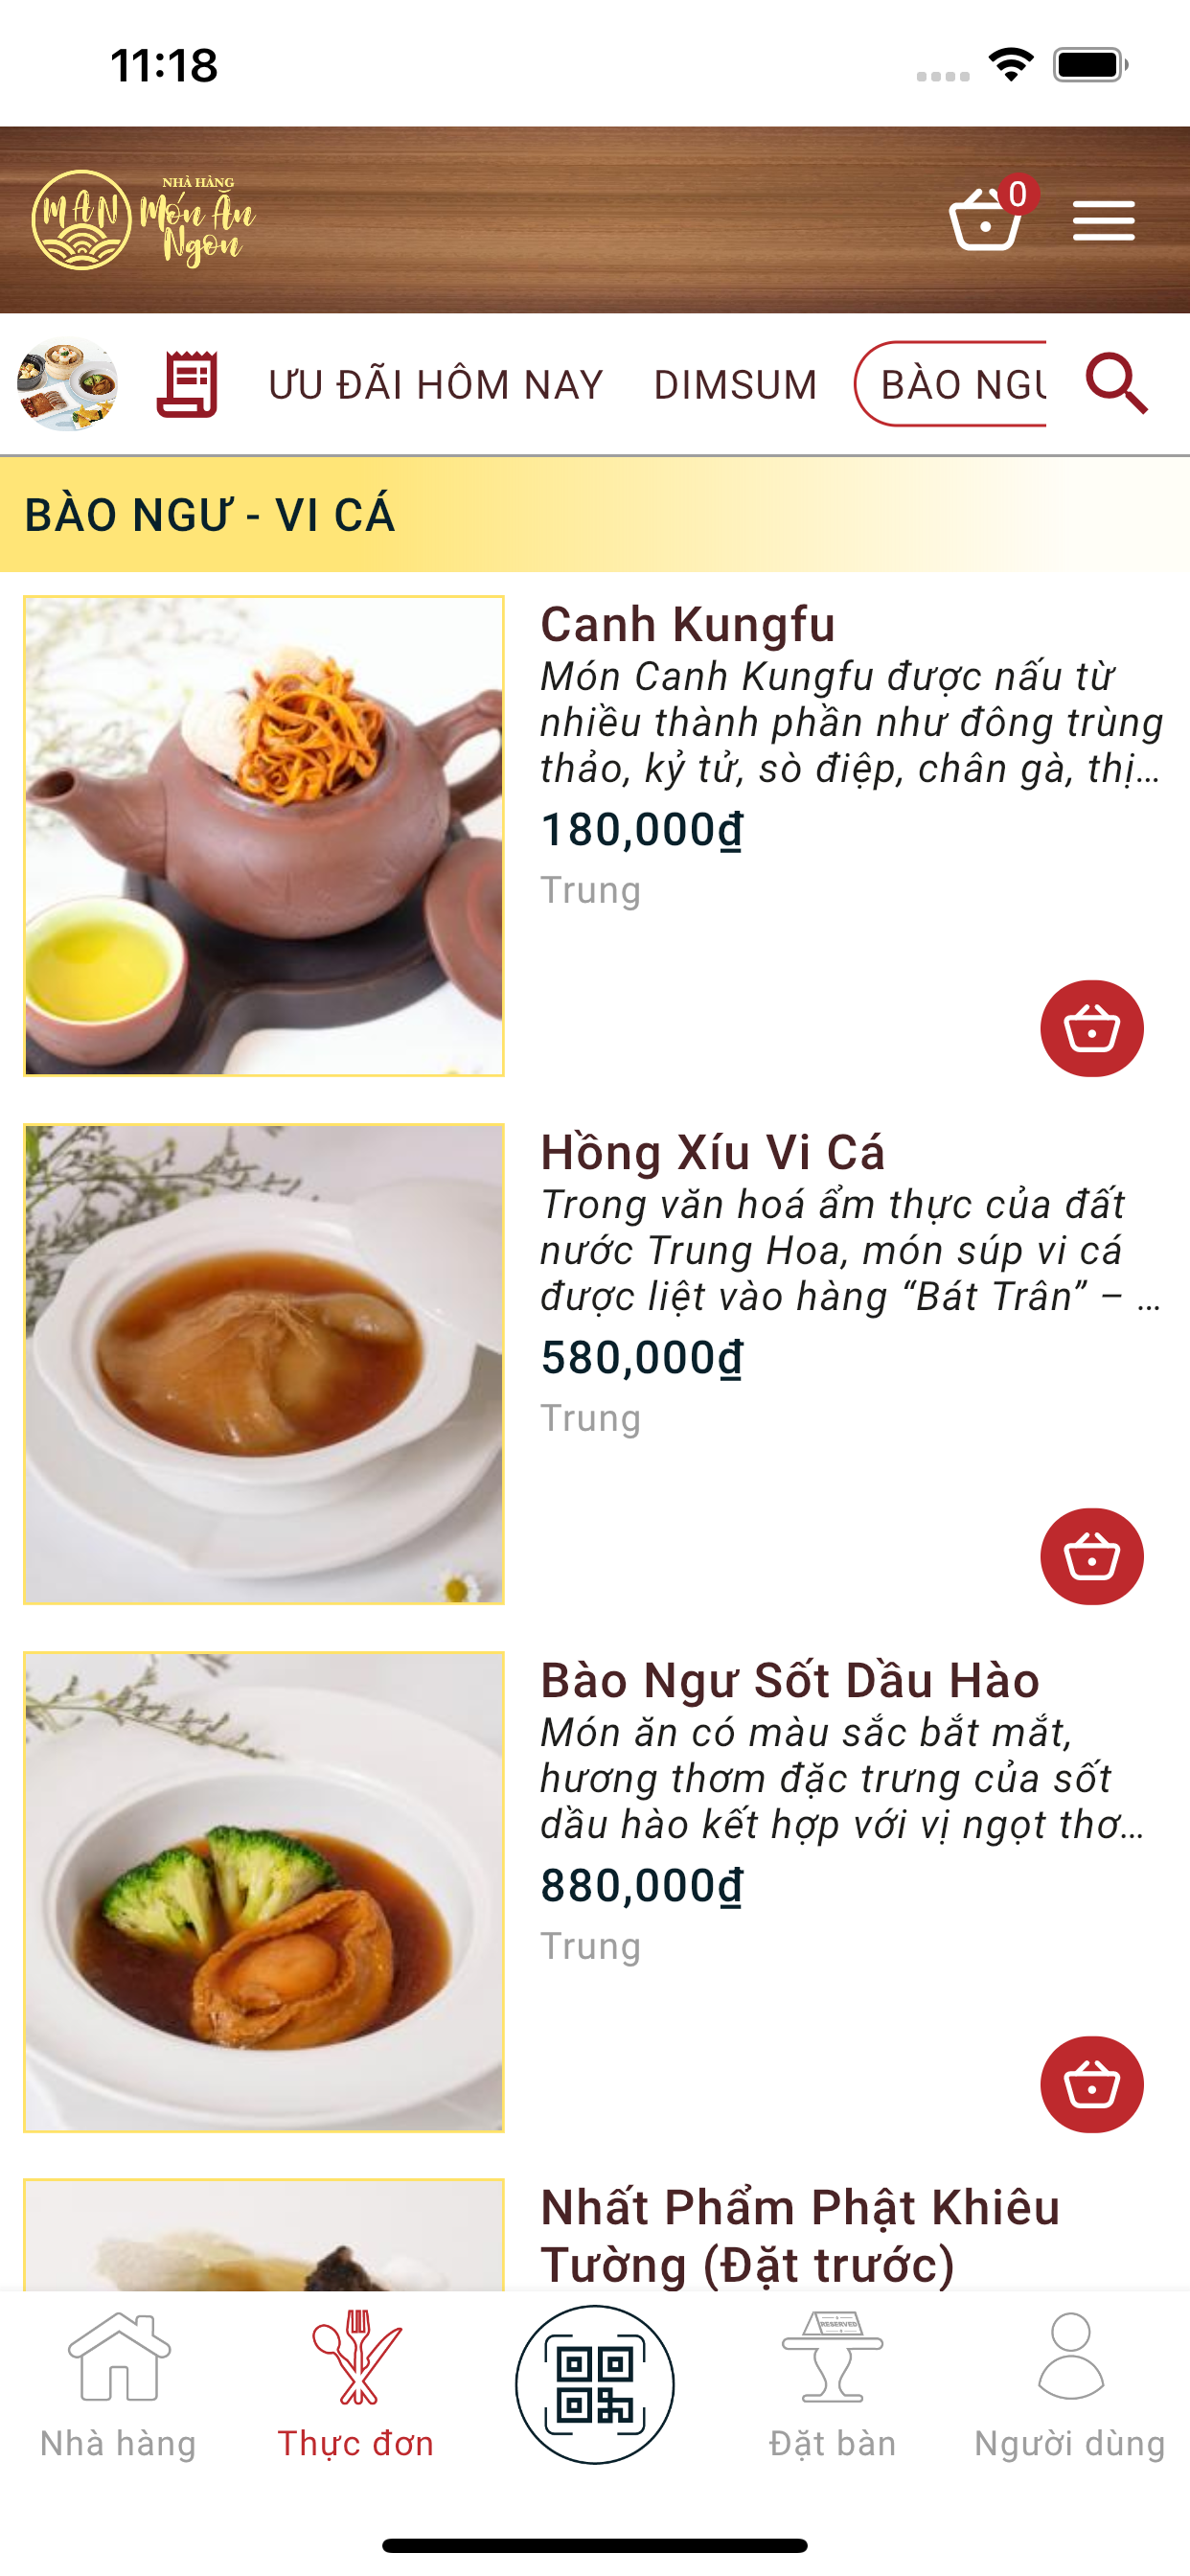 11:18
MAN
NHÀ HÀNG
Món Ăn
Ngon
0
ƯU ĐÃI HÔM NAY
DIMSUM
BÀO NGƯ
BÀO NGƯ - VI CÁ
Canh Kungfu
Món Canh Kungfu được nấu từ
nhiều thành phần như đông trùng
thảo, kỷ tử, sò điệp, chân gà, thị...
180,000₫
Trung
Hồng Xíu Vi Cá
Trong văn hoá ẩm thực của đất
nước Trung Hoa, món súp vi cá
được liệt vào hàng “Bát Trân” – ...
580,000₫
Trung
Bào Ngư Sốt Dầu Hào
Món ăn có màu sắc bắt mắt,
hương thơm đặc trưng của sốt
dầu hào kết hợp với vị ngọt thơ...
880,000₫
Trung
Nhất Phẩm Phật Khiêu
Tường (Đặt trước)
RESERVED
Nhà hàng
Thực đơn
Đặt bàn
Người dùng